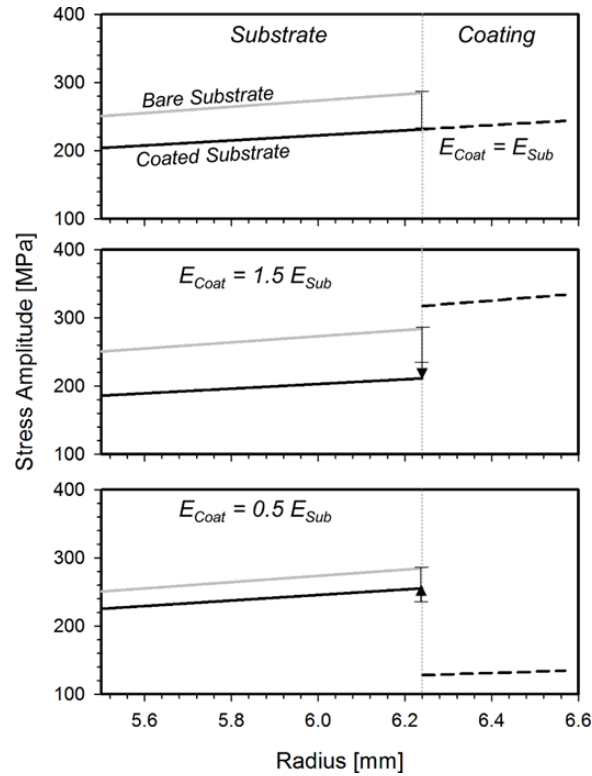 400
Substrate
Coating
300
Bare Substrate
200
Coated Substrate
E_Coat = E_Sub
100
400
E_Coat = 1.5 E_Sub
300
200
100
400
E_Coat = 0.5 E_Sub
300
200
100
5.6 5.8 6.0 6.2 6.4 6.6
Radius [mm]
Stress Amplitude [MPa]